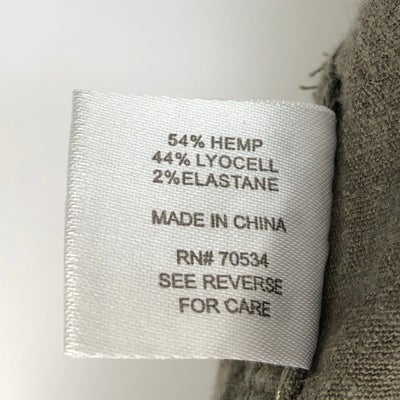 54% HEMP
44% LYOCELL
2%ELASTANE
MADE IN CHINA
RN# 70534
SEE REVERSE
FOR CARE